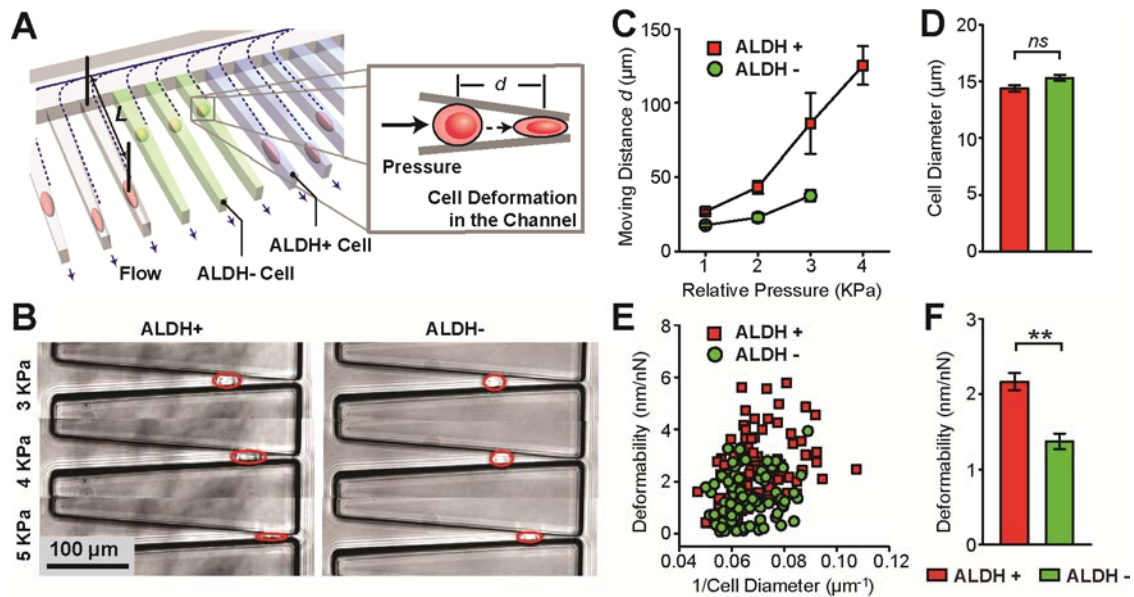 A
L
d
Pressure
Cell Deformation
in the Channel
ALDH+ Cell
Flow
ALDH- Cell
B
ALDH+
ALDH-
3 KPa
4 KPa
5 KPa
100 μm
C
ALDH +
ALDH -
Moving Distance d (μm)
150
100
50
0
1 2 3 4
Relative Pressure (KPa)
D
ns
Cell Diameter (μm)
20
15
10
5
0
E
ALDH +
ALDH -
Deformability (nm/nN)
8
6
4
2
0
0.04 0.06 0.08 0.10 0.12
1/Cell Diameter (μm⁻¹)
F
**
Deformability (nm/nN)
3
2
1
0
ALDH + ALDH -